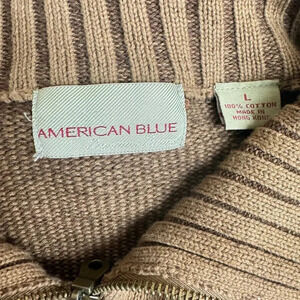 AMERICAN BLUE
L
100% COTTON
MADE IN
HONG KONG